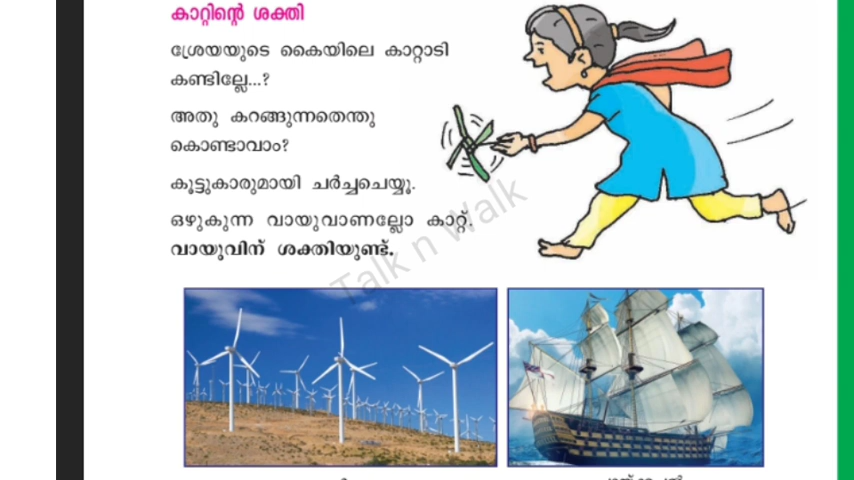 കാറ്റിന്റെ ശക്തി
ശ്രേയയുടെ കൈയിലെ കാറ്റാടി
കണ്ടില്ലേ...?
അതു കറങ്ങുന്നതെന്തു
കൊണ്ടാവാം?
കൂട്ടുകാരുമായി ചർച്ചചെയ്യൂ.
ഒഴുകുന്ന വായുവാണല്ലോ കാറ്റ്.
വായുവിന് ശക്തിയുണ്ട്.
Talk n Walk